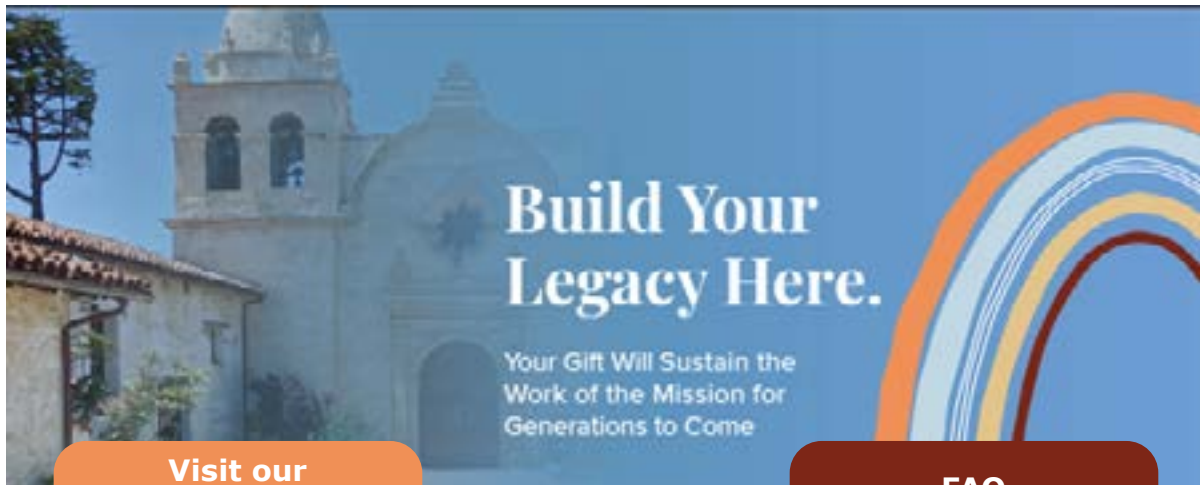 Build Your
Legacy Here.
Your Gift Will Sustain the
Work of the Mission for
Generations to Come
Visit our
FAQ